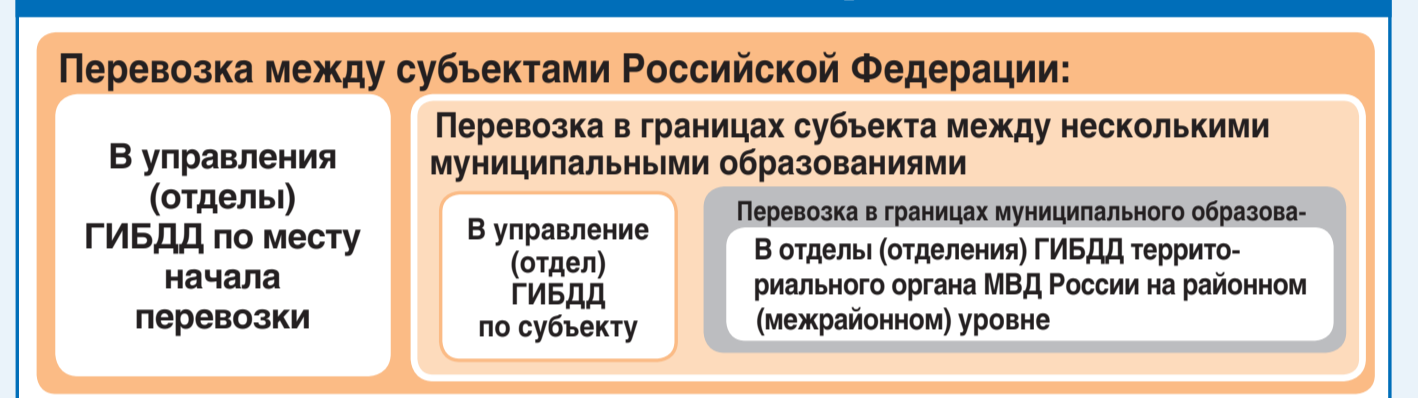 Перевозка между субъектами Российской Федерации:
В управления
(отделы)
ГИБДД по месту
начала
перевозки
Перевозка в границах субъекта между несколькими
муниципальными образованиями
В управление
(отдел)
ГИБДД
по субъекту
Перевозка в границах муниципального образова-
В отделы (отделения) ГИБДД террито-
риального органа МВД России на районном
(межрайонном) уровне